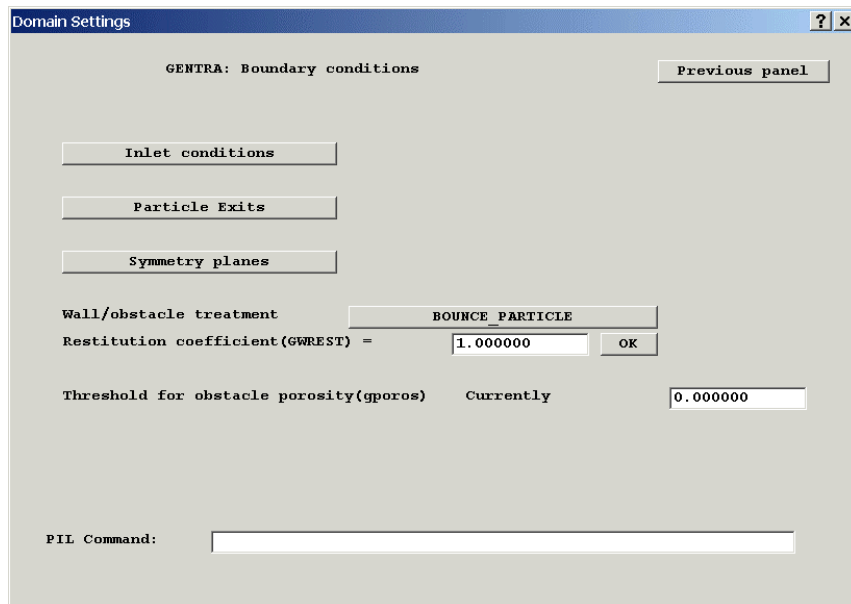 Domain Settings ? ×
GENTRA: Boundary conditions Previous panel
Inlet conditions
Particle Exits
Symmetry planes
Wall/obstacle treatment BOUNCE_PARTICLE
Restitution coefficient(GWREST) = 1.000000 OK
Threshold for obstacle porosity(gporos) Currently 0.000000
PIL Command: